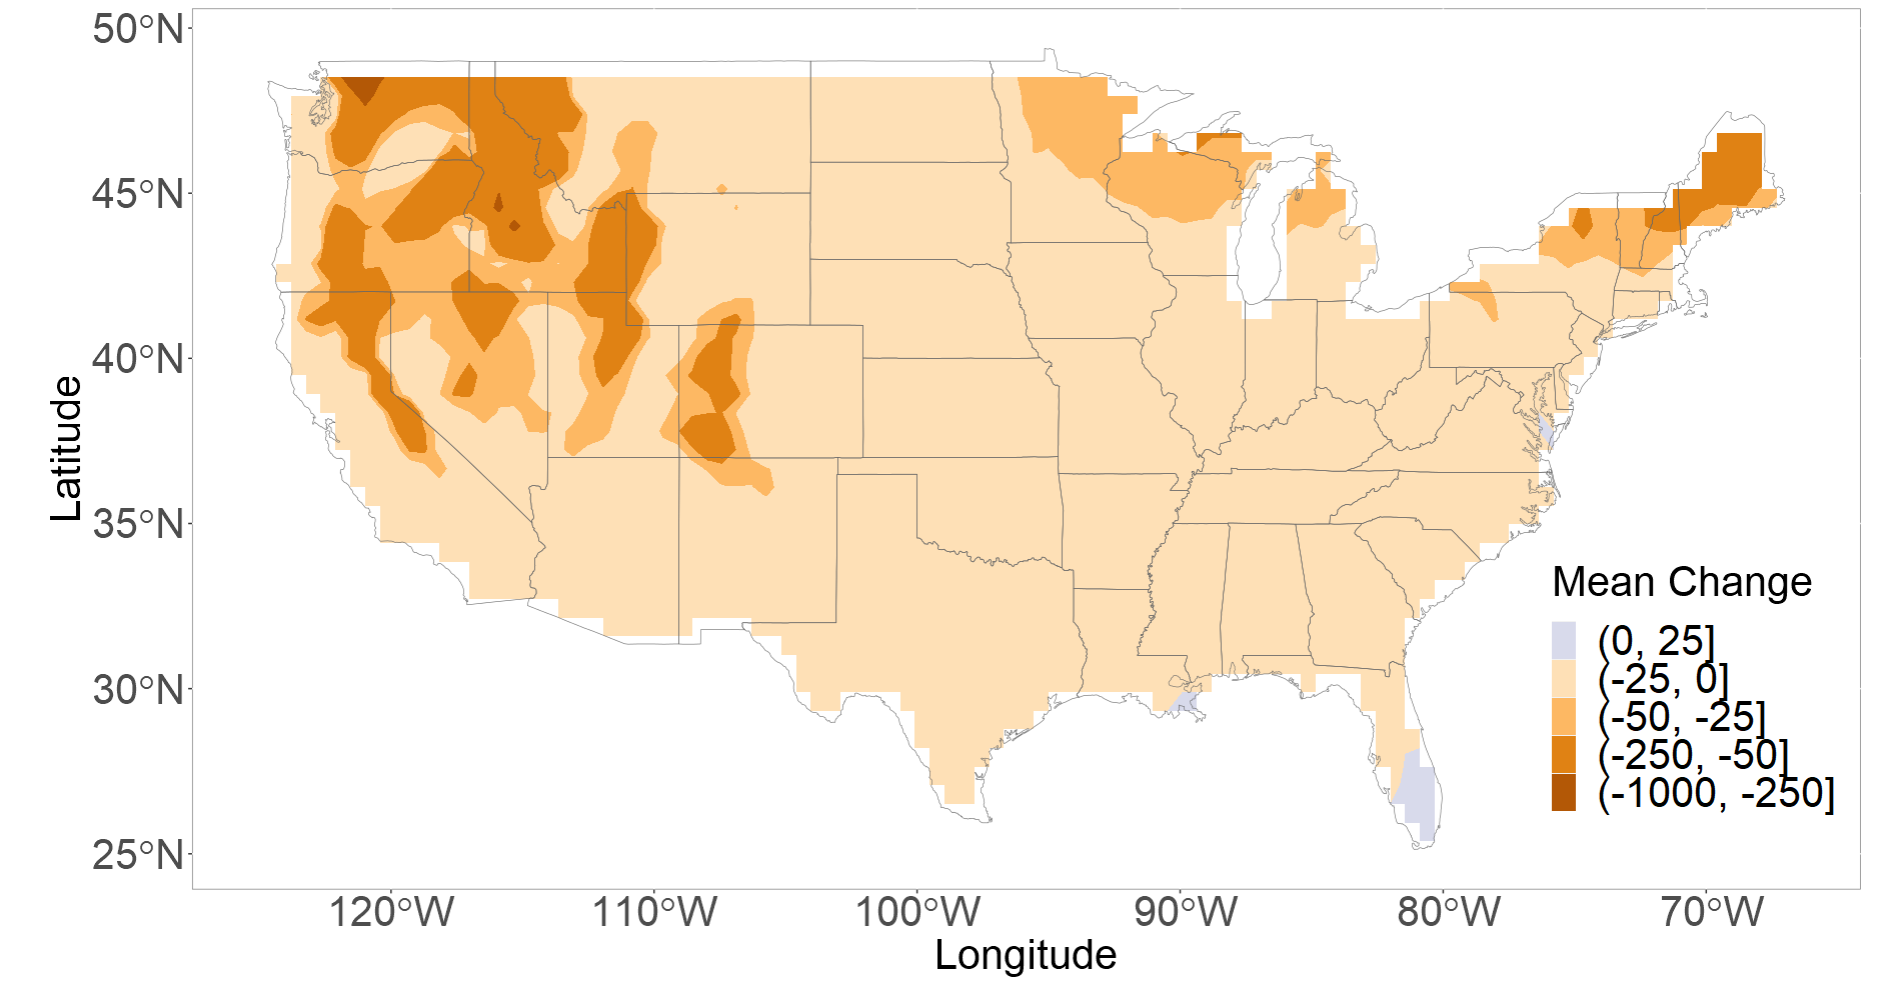 50°N
45°N
40°N
35°N
30°N
25°N
Latitude
120°W
110°W
100°W
90°W
80°W
70°W
Longitude
Mean Change
(0, 25]
(-25, 0]
(-50, -25]
(-250, -50]
(-1000, -250]